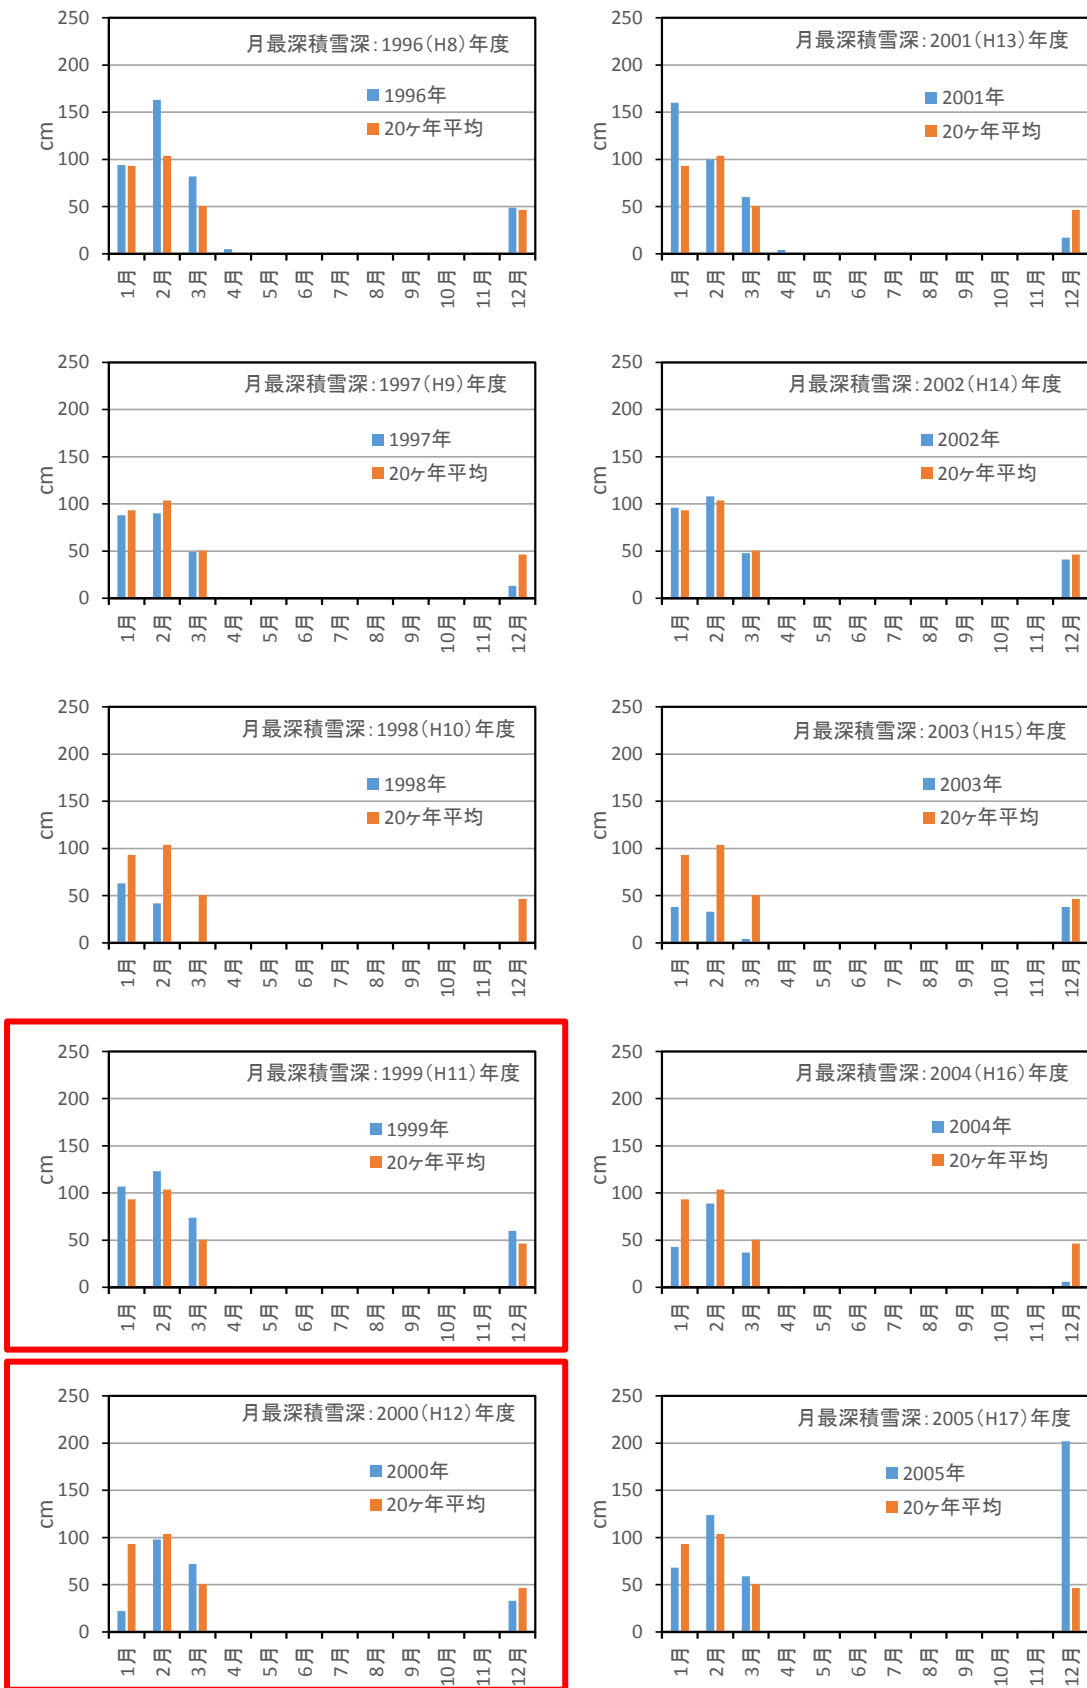 月最深積雪深:1996(H8)年度
1996年
20ヶ年平均
cm
250
200
150
100
50
0
1月 2月 3月 4月 5月 6月 7月 8月 9月 10月 11月 12月
月最深積雪深:2001(H13)年度
2001年
20ヶ年平均
cm
250
200
150
100
50
0
1月 2月 3月 4月 5月 6月 7月 8月 9月 10月 11月 12月
月最深積雪深:1997(H9)年度
1997年
20ヶ年平均
cm
250
200
150
100
50
0
1月 2月 3月 4月 5月 6月 7月 8月 9月 10月 11月 12月
月最深積雪深:2002(H14)年度
2002年
20ヶ年平均
cm
250
200
150
100
50
0
1月 2月 3月 4月 5月 6月 7月 8月 9月 10月 11月 12月
月最深積雪深:1998(H10)年度
1998年
20ヶ年平均
cm
250
200
150
100
50
0
1月 2月 3月 4月 5月 6月 7月 8月 9月 10月 11月 12月
月最深積雪深:2003(H15)年度
2003年
20ヶ年平均
cm
250
200
150
100
50
0
1月 2月 3月 4月 5月 6月 7月 8月 9月 10月 11月 12月
月最深積雪深:1999(H11)年度
1999年
20ヶ年平均
cm
250
200
150
100
50
0
1月 2月 3月 4月 5月 6月 7月 8月 9月 10月 11月 12月
月最深積雪深:2004(H16)年度
2004年
20ヶ年平均
cm
250
200
150
100
50
0
1月 2月 3月 4月 5月 6月 7月 8月 9月 10月 11月 12月
月最深積雪深:2000(H12)年度
2000年
20ヶ年平均
cm
250
200
150
100
50
0
1月 2月 3月 4月 5月 6月 7月 8月 9月 10月 11月 12月
月最深積雪深:2005(H17)年度
2005年
20ヶ年平均
cm
250
200
150
100
50
0
1月 2月 3月 4月 5月 6月 7月 8月 9月 10月 11月 12月